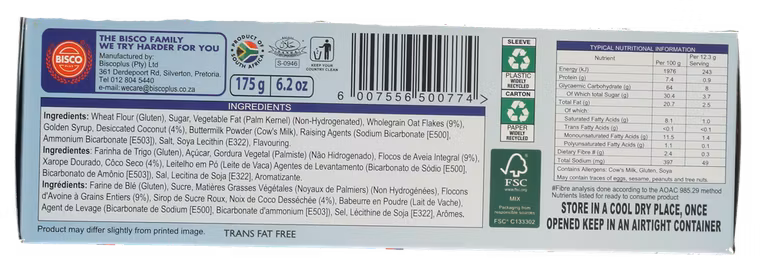 BISCO
THE BISCO FAMILY
WE TRY HARDER FOR YOU
Manufactured by:
Biscoplus (Pty) Ltd
361 Derdepoort Rd, Silverton, Pretoria.
Tel 012 804 5440
e-mail: wecare@biscoplus.co.za
PRODUCT OF
SOUTH AFRICA
S-0946
KEEP YOUR
COUNTRY CLEAN
175 g 6.2 oz
6 007556 500774 >
INGREDIENTS
Ingredients: Wheat Flour (Gluten), Sugar, Vegetable Fat (Palm Kernel) (Non-Hydrogenated), Wholegrain Oat Flakes (9%),
Golden Syrup, Desiccated Coconut (4%), Buttermilk Powder (Cow's Milk), Raising Agents (Sodium Bicarbonate [E500],
Ammonium Bicarbonate [E503]), Salt, Soya Lecithin (E322), Flavouring.
Ingredientes: Farinha de Trigo (Gluten), Açúcar, Gordura Vegetal (Palmiste) (Não Hidrogenado), Flocos de Aveia Integral (9%),
Xarope Dourado, Côco Seco (4%), Leitelho em Pó (Leite de Vaca) Agentes de Levantamento (Bicarbonato de Sódio [E500],
Bicarbonato de Amônio [E503]), Sal, Lecitina de Soja [E322], Aromatizante.
Ingrédients: Farine de Blé (Gluten), Sucre, Matières Grasses Végétales (Noyaux de Palmiers) (Non Hydrogénées), Flocons
d'Avoine à Grains Entiers (9%), Sirop de Sucre Roux, Noix de Coco Desséchée (4%), Babeurre en Poudre (Lait de Vache),
Agent de Levage (Bicarbonate de Sodium [E500], Bicarbonate d'ammonium [E503]), Sel, Lécithine de Soja [E322], Arômes.
Product may differ slightly from printed image. TRANS FAT FREE
SLEEVE
PLASTIC
WIDELY
RECYCLED
CARTON
PAPER
WIDELY
RECYCLED
FSC
www.fsc.org
MIX
Packaging from
responsible sources
FSC® C133302
TYPICAL NUTRITIONAL INFORMATION
Nutrient Per 100 g Per 12.3 g Serving
Energy (kJ) 1976 243
Protein (g) 7.4 0.9
Glycaemic Carbohydrate (g) 64 8
Of Which total Sugar (g) 30.4 3.7
Total Fat (g) 20.7 2.5
Of which:
Saturated Fatty Acids (g) 8.1 1.0
Trans Fatty Acids (g) <0.1 <0.1
Monounsaturated Fatty Acids (g) 11.5 1.4
Polyunsaturated Fatty Acids (g) 1.1 0.1
Dietary Fibre # (g) 2.4 0.3
Total Sodium (mg) 397 49
Contains Allergens: Cow's Milk, Gluten, Soya
May contain traces of eggs, sesame, peanuts and tree nuts.
#Fibre analysis done according to the AOAC 985.29 method
Nutrients listed for ready to consume product
STORE IN A COOL DRY PLACE, ONCE
OPENED KEEP IN AN AIRTIGHT CONTAINER